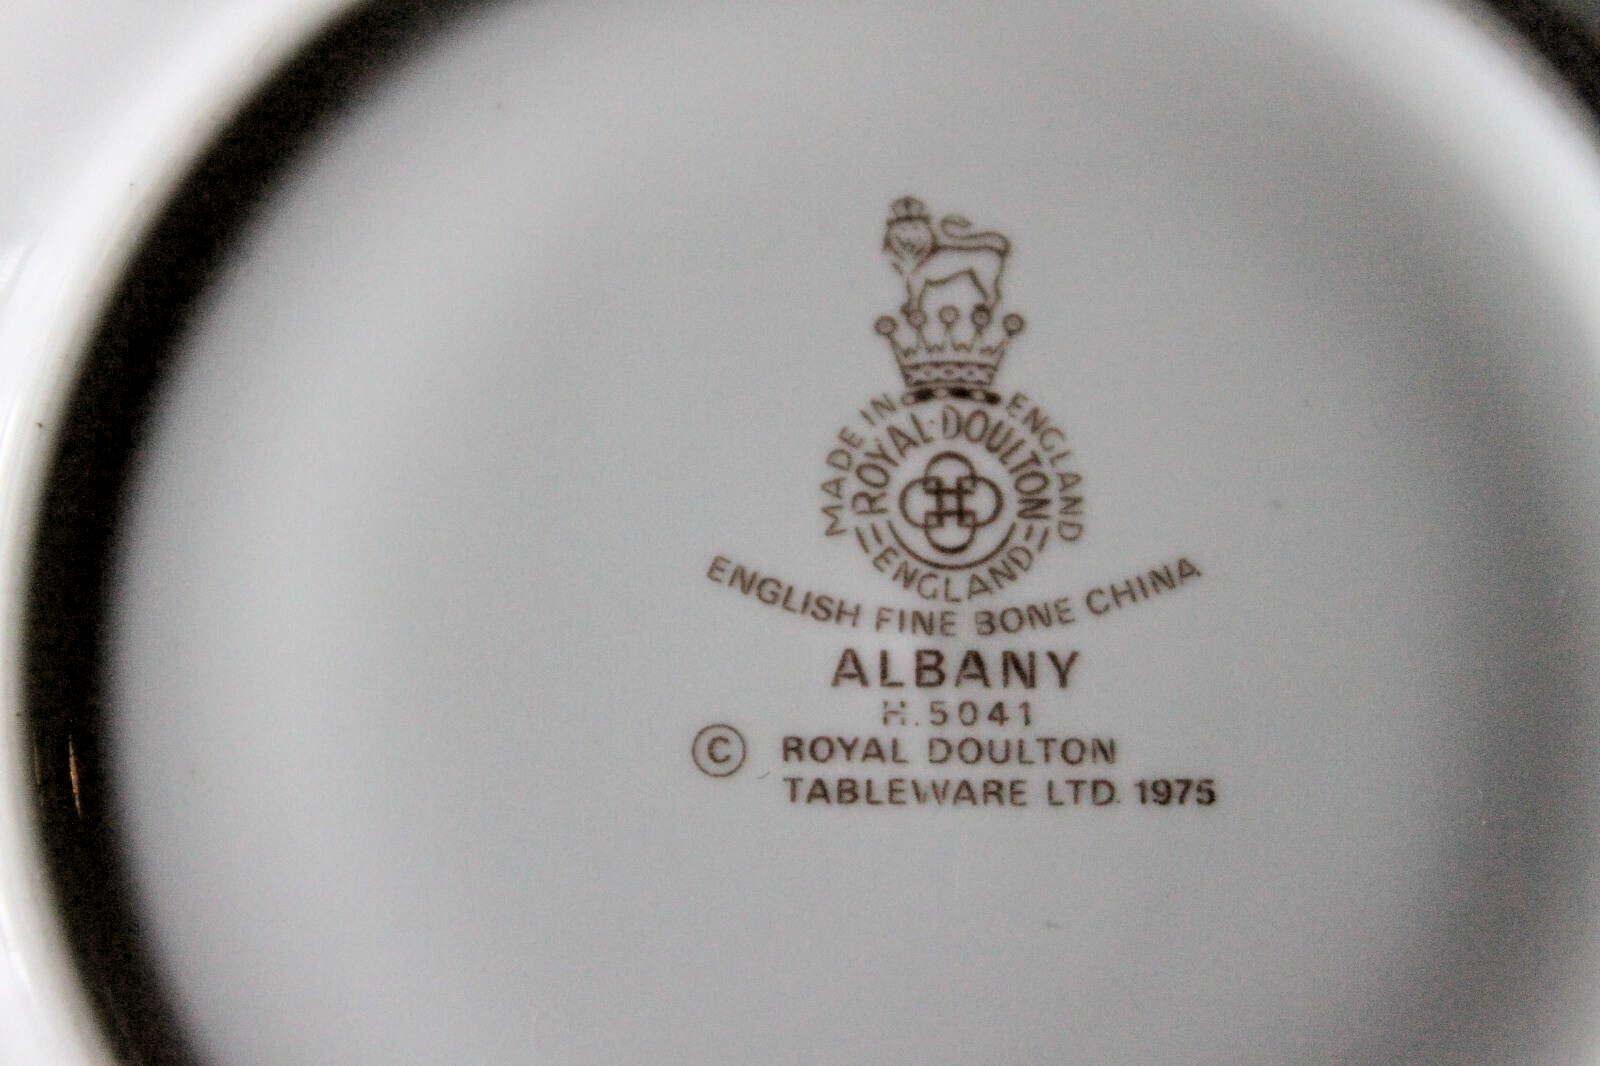 MADE IN ENGLAND
ROYAL·DOULTON
ENGLAND
ENGLISH FINE BONE CHINA
ALBANY
H.5041
© ROYAL DOULTON
TABLEWARE LTD. 1975